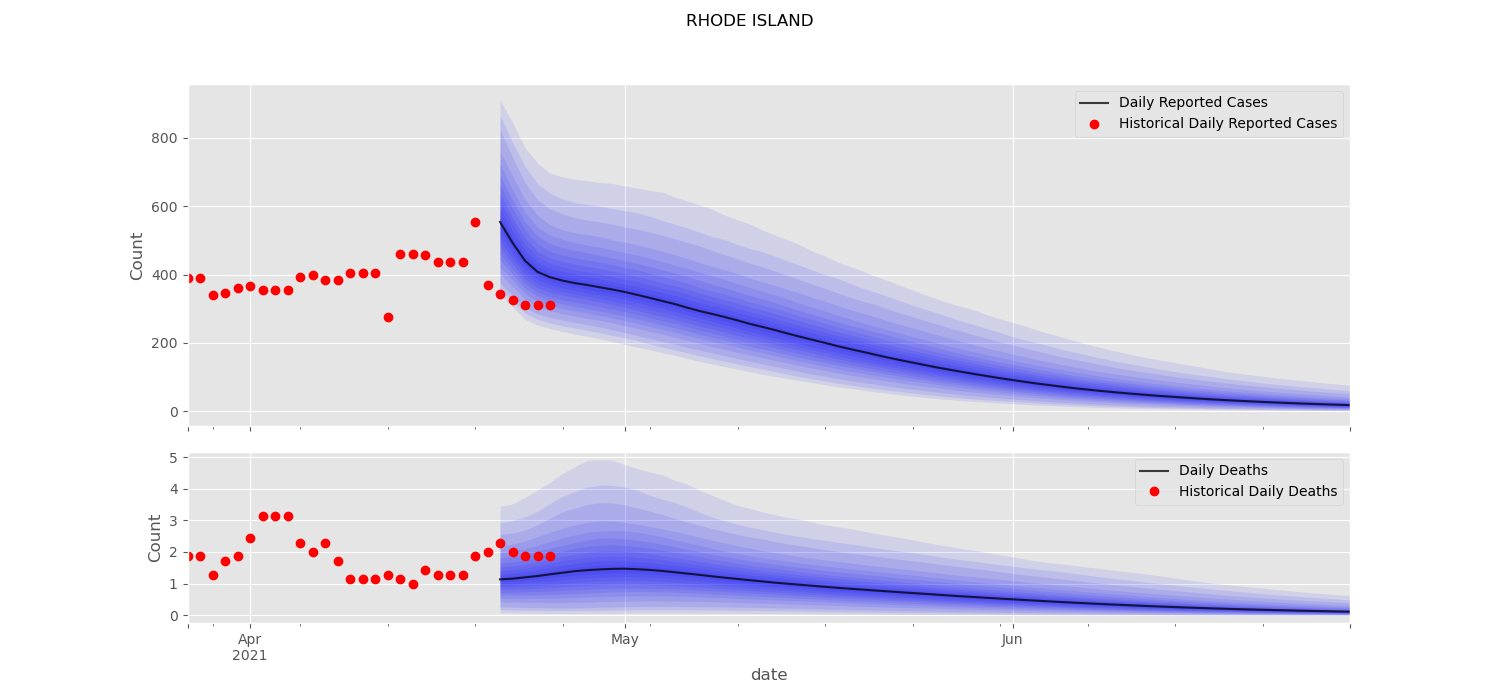 RHODE ISLAND
Daily Reported Cases
Historical Daily Reported Cases
800
600
400
200
0
Count
Daily Deaths
Historical Daily Deaths
5
4
3
2
1
0
Count
Apr
2021
May
Jun
date